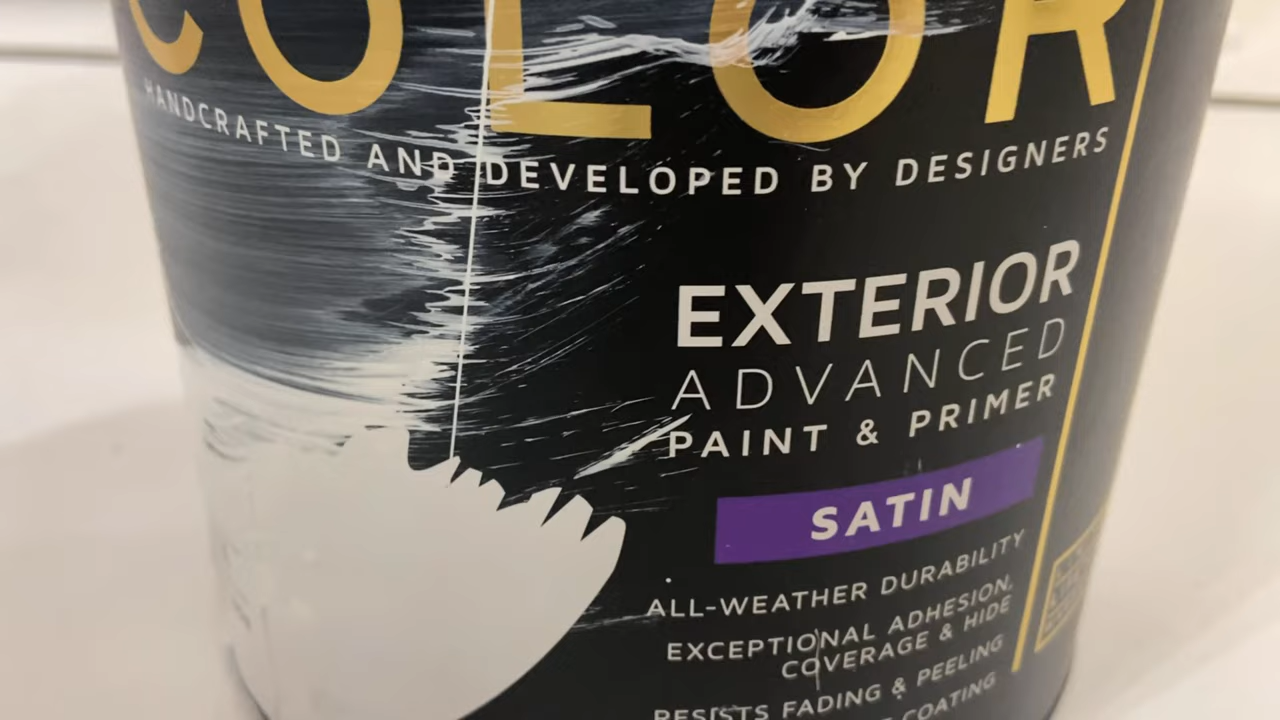 COLOR
HANDCRAFTED AND DEVELOPED BY DESIGNERS
EXTERIOR
ADVANCED
PAINT & PRIMER
SATIN
ALL-WEATHER DURABILITY
EXCEPTIONAL ADHESION,
COVERAGE & HIDE
RESISTS FADING & PEELING
COATING